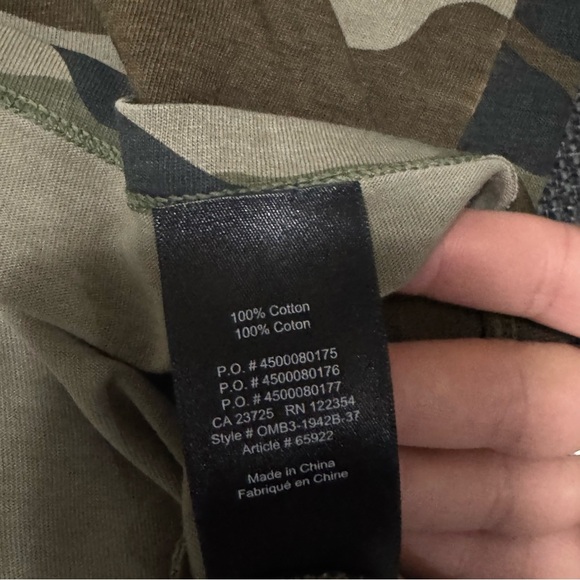 100% Cotton
100% Coton
P.O. # 4500080175
P.O. # 4500080176
P.O. # 4500080177
CA 23725 RN 122354
Style # OMB3-1942B-37
Article # 65922
Made in China
Fabriqué en Chine